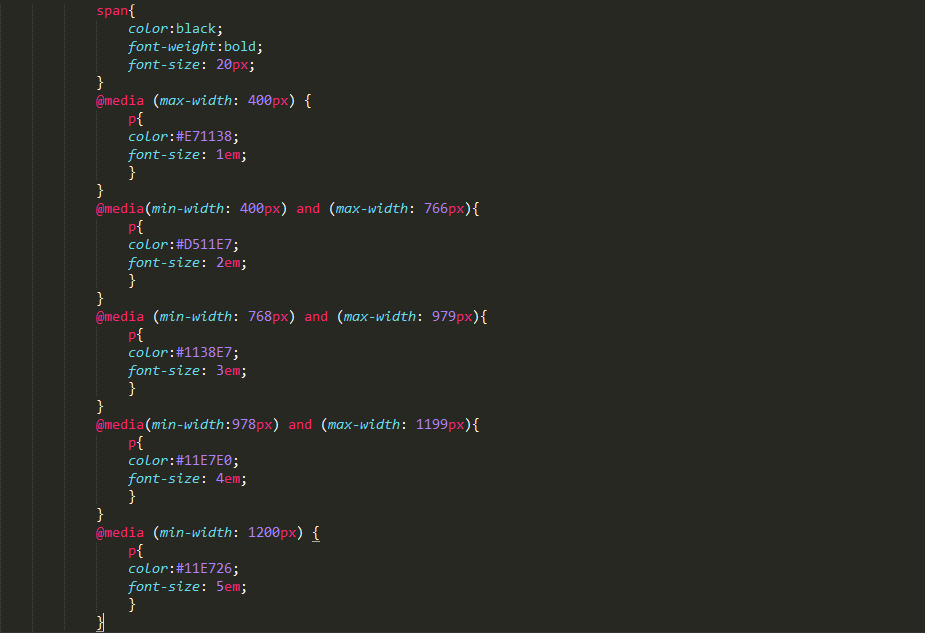 span{
color:black;
font-weight:bold;
font-size: 20px;
}
@media (max-width: 400px) {
p{
color:#E71138;
font-size: 1em;
}
}
@media(min-width: 400px) and (max-width: 766px){
p{
color:#D511E7;
font-size: 2em;
}
}
@media (min-width: 768px) and (max-width: 979px){
p{
color:#1138E7;
font-size: 3em;
}
}
@media(min-width:978px) and (max-width: 1199px){
p{
color:#11E7E0;
font-size: 4em;
}
}
@media (min-width: 1200px) {
p{
color:#11E726;
font-size: 5em;
}
}